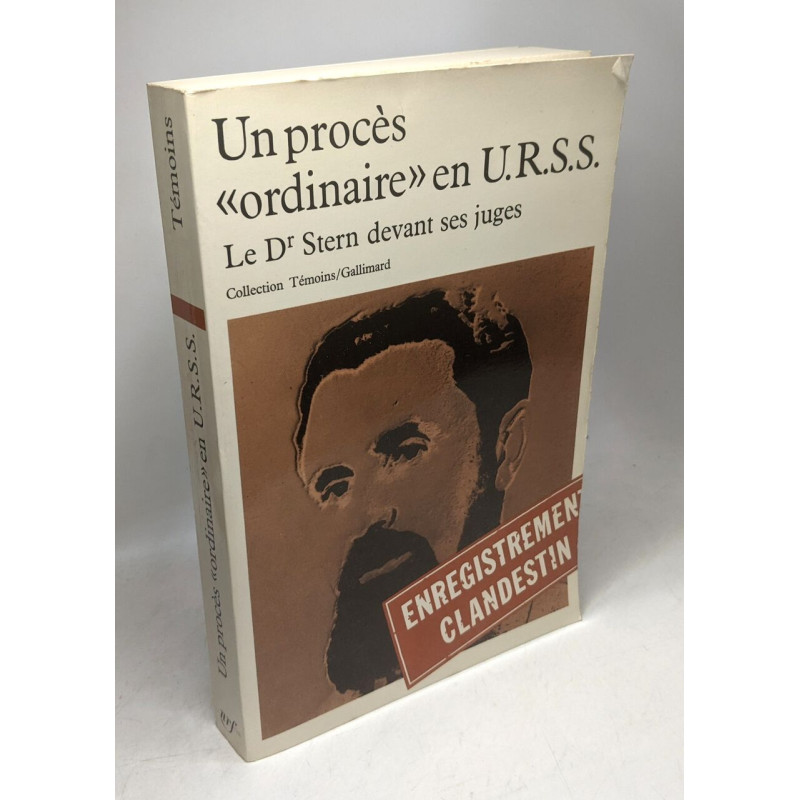 Un procès
«ordinaire» en U.R.S.S.
Le Dr Stern devant ses juges
Collection Témoins/Gallimard
ENREGISTREMENT
CLANDESTIN
Témoins
Un procès «ordinaire» en U.R.S.S.
nrf